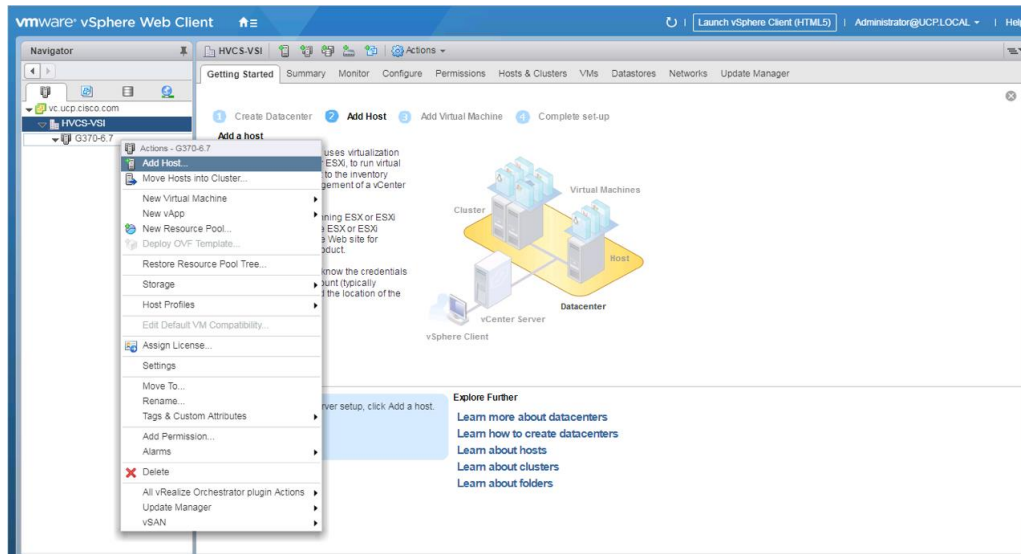 vmware® vSphere Web Client
Launch vSphere Client (HTML5) | Administrator@UCP.LOCAL | Help
Navigator
HVCS-VSI Actions
Getting Started Summary Monitor Configure Permissions Hosts & Clusters VMs Datastores Networks Update Manager
vc.ucp.cisco.com
HVCS-VSI
G370-6.7
1 Create Datacenter 2 Add Host 3 Add Virtual Machine 4 Complete set-up
Add a host
uses virtualization
ESXi, to run virtual
to the inventory
gement of a vCenter
nning ESX or ESXi
e ESX or ESXi
e Web site for
oduct.
know the credentials
ount (typically
d the location of the
Actions - G370-6.7
Add Host...
Move Hosts into Cluster...
New Virtual Machine
New vApp
New Resource Pool...
Deploy OVF Template...
Restore Resource Pool Tree...
Storage
Host Profiles
Edit Default VM Compatibility...
Assign License...
Settings
Move To...
Rename...
Tags & Custom Attributes
Add Permission...
Alarms
Delete
All vRealize Orchestrator plugin Actions
Update Manager
vSAN
Virtual Machines
Cluster
Host
Datacenter
vCenter Server
vSphere Client
rver setup, click Add a host.
Explore Further
Learn more about datacenters
Learn how to create datacenters
Learn about hosts
Learn about clusters
Learn about folders